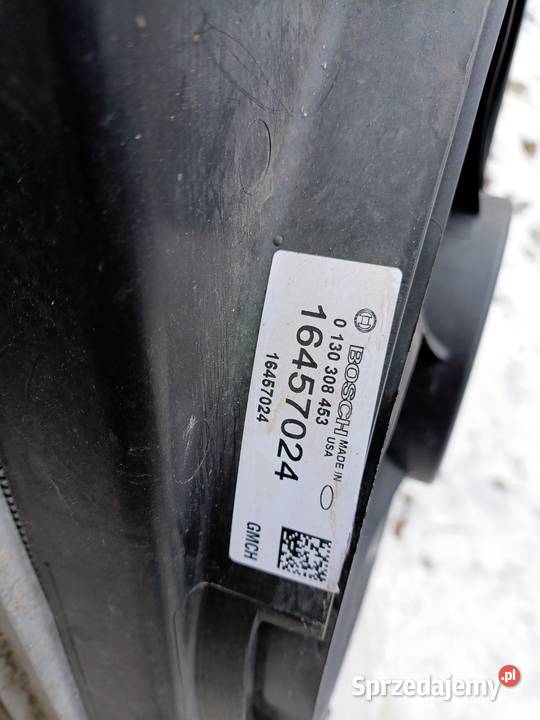 BOSCH MADE IN
0 130 308 453 USA
16457024
16457024
GMCH
Sprzedajemy.pl